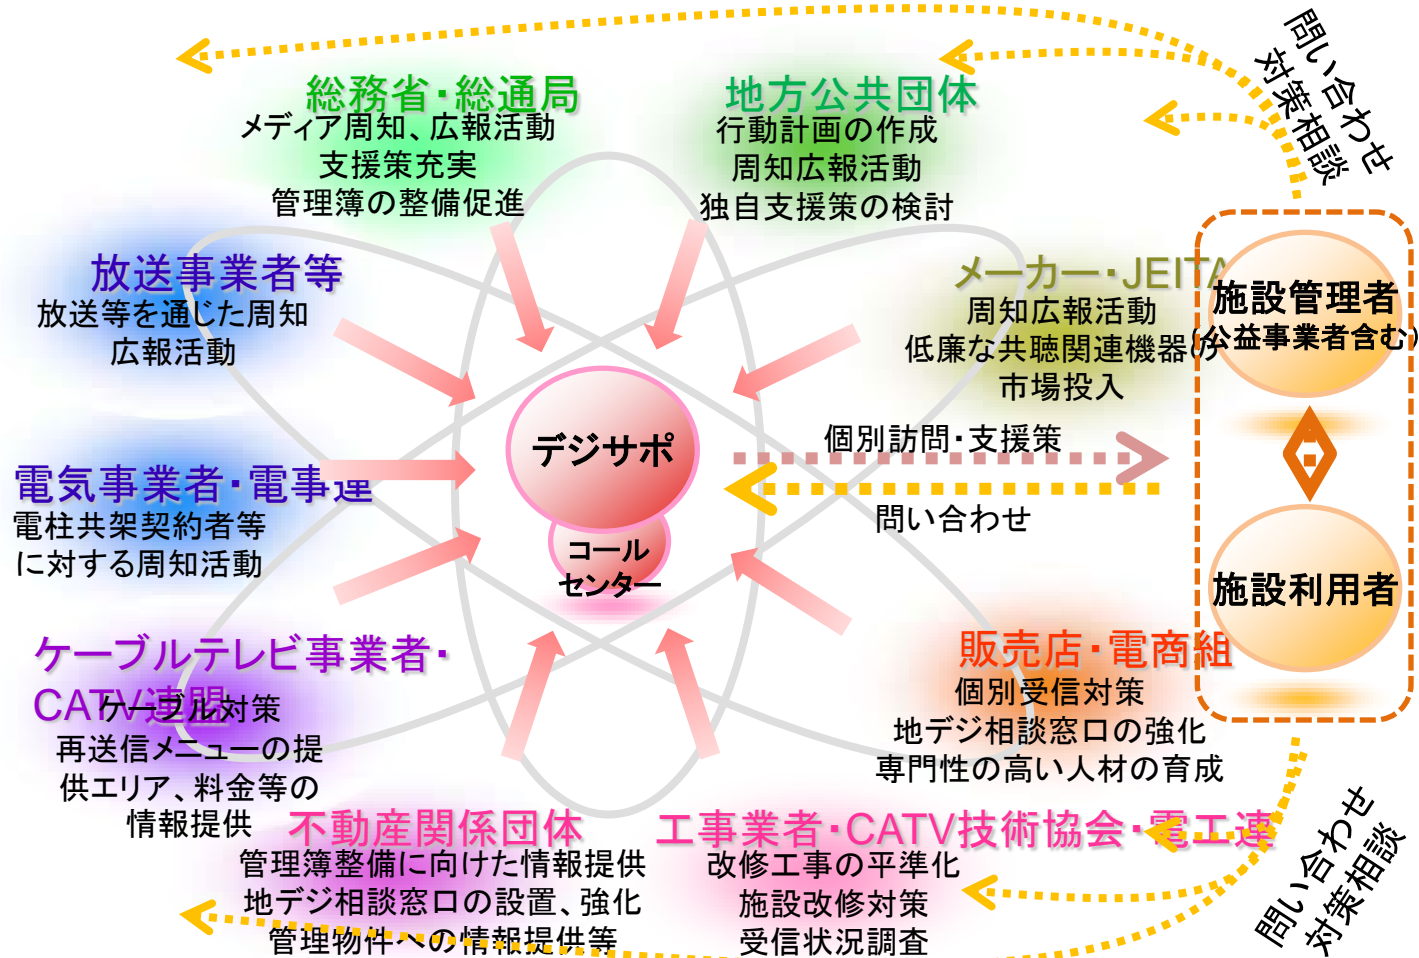 総務省・総通局
メディア周知、広報活動
支援策充実
管理簿の整備促進
地方公共団体
行動計画の作成
周知広報活動
独自支援策の検討
問い合わせ
対策相談
放送事業者等
放送等を通じた周知
広報活動
メーカー・JEITA
周知広報活動
低廉な共聴関連機器の
市場投入
施設管理者
(公益事業者含む)
デジサポ
コール
センター
個別訪問・支援策
問い合わせ
電気事業者・電事連
電柱共架契約者等
に対する周知活動
施設利用者
ケーブルテレビ事業者・
CATV連盟
ケーブル対策
再送信メニューの提
供エリア、料金等の
情報提供
販売店・電商組
個別受信対策
地デジ相談窓口の強化
専門性の高い人材の育成
不動産関係団体
管理簿整備に向けた情報提供
地デジ相談窓口の設置、強化
管理物件への情報提供等
工事業者・CATV技術協会・電工連
改修工事の平準化
施設改修対策
受信状況調査
問い合わせ
対策相談